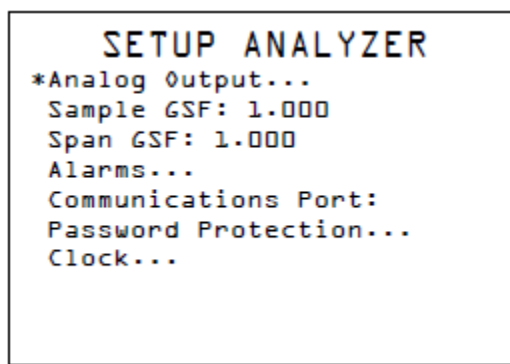 SETUP ANALYZER
*Analog Output...
Sample GSF: 1.000
Span GSF: 1.000
Alarms...
Communications Port:
Password Protection...
Clock...